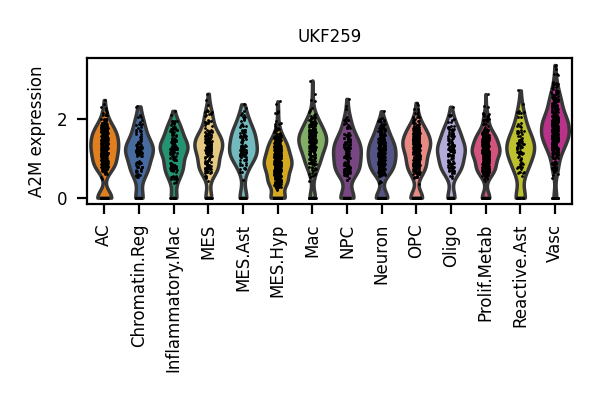 UKF259
A2M expression
2
0
AC
Chromatin.Reg
Inflammatory.Mac
MES
MES.Ast
MES.Hyp
Mac
NPC
Neuron
OPC
Oligo
Prolif.Metab
Reactive.Ast
Vasc